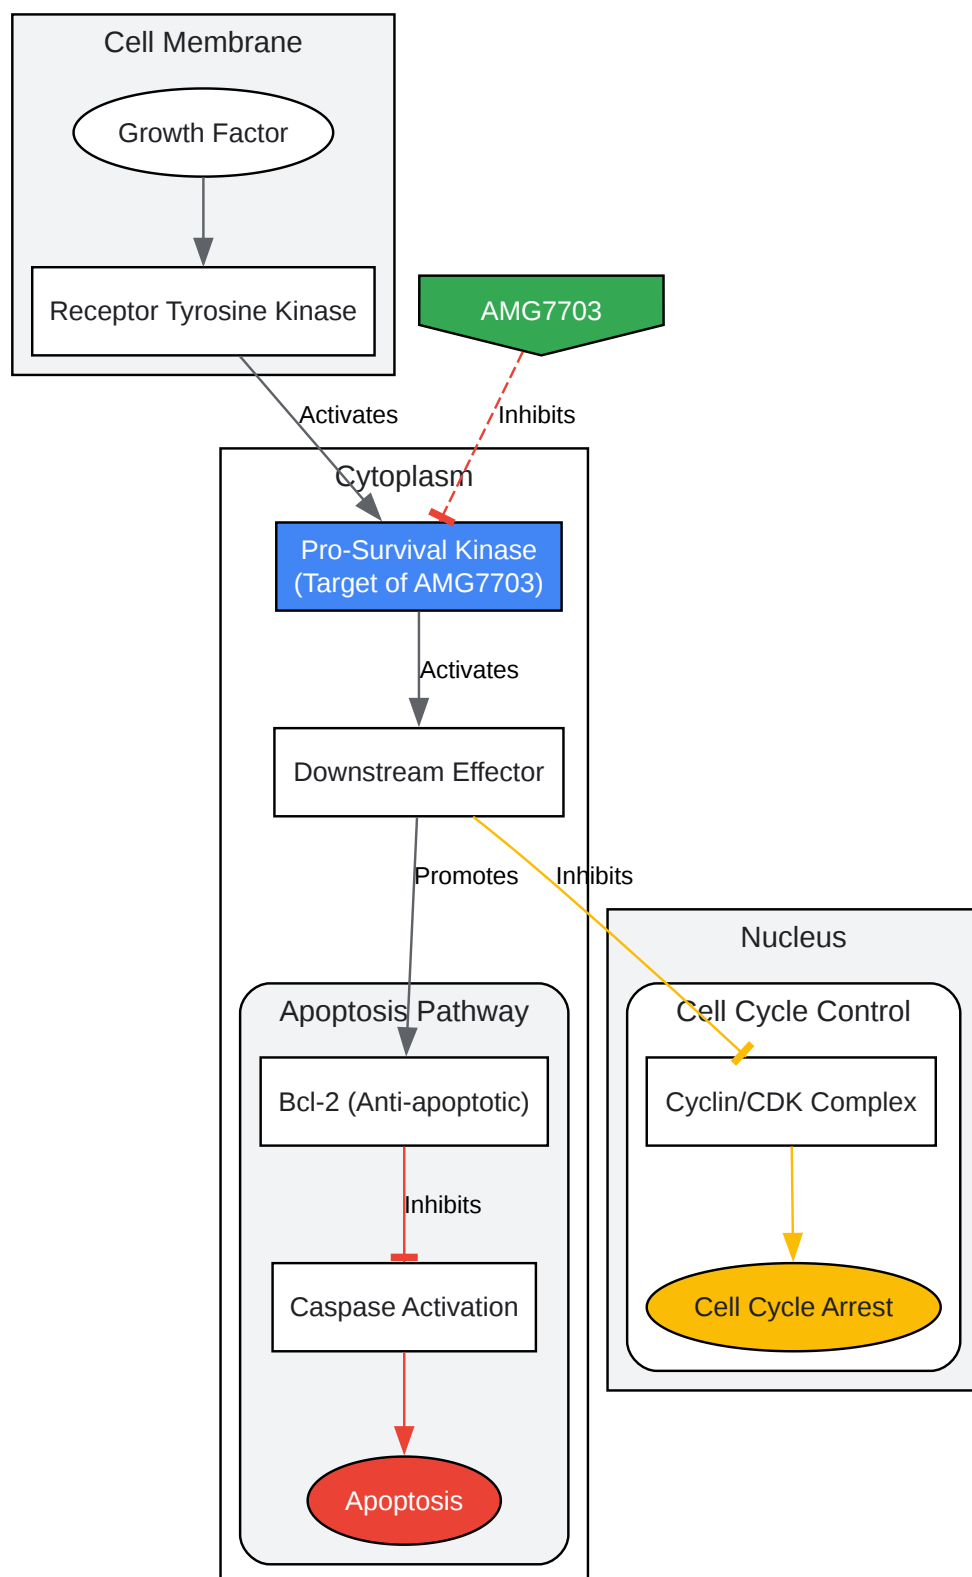 Cell Membrane
Growth Factor
Receptor Tyrosine Kinase
AMG7703
Activates
Inhibits
Cytoplasm
Pro-Survival Kinase
(Target of AMG7703)
Activates
Downstream Effector
Promotes
Inhibits
Nucleus
Apoptosis Pathway
Cell Cycle Control
Bcl-2 (Anti-apoptotic)
Cyclin/CDK Complex
Inhibits
Caspase Activation
Cell Cycle Arrest
Apoptosis